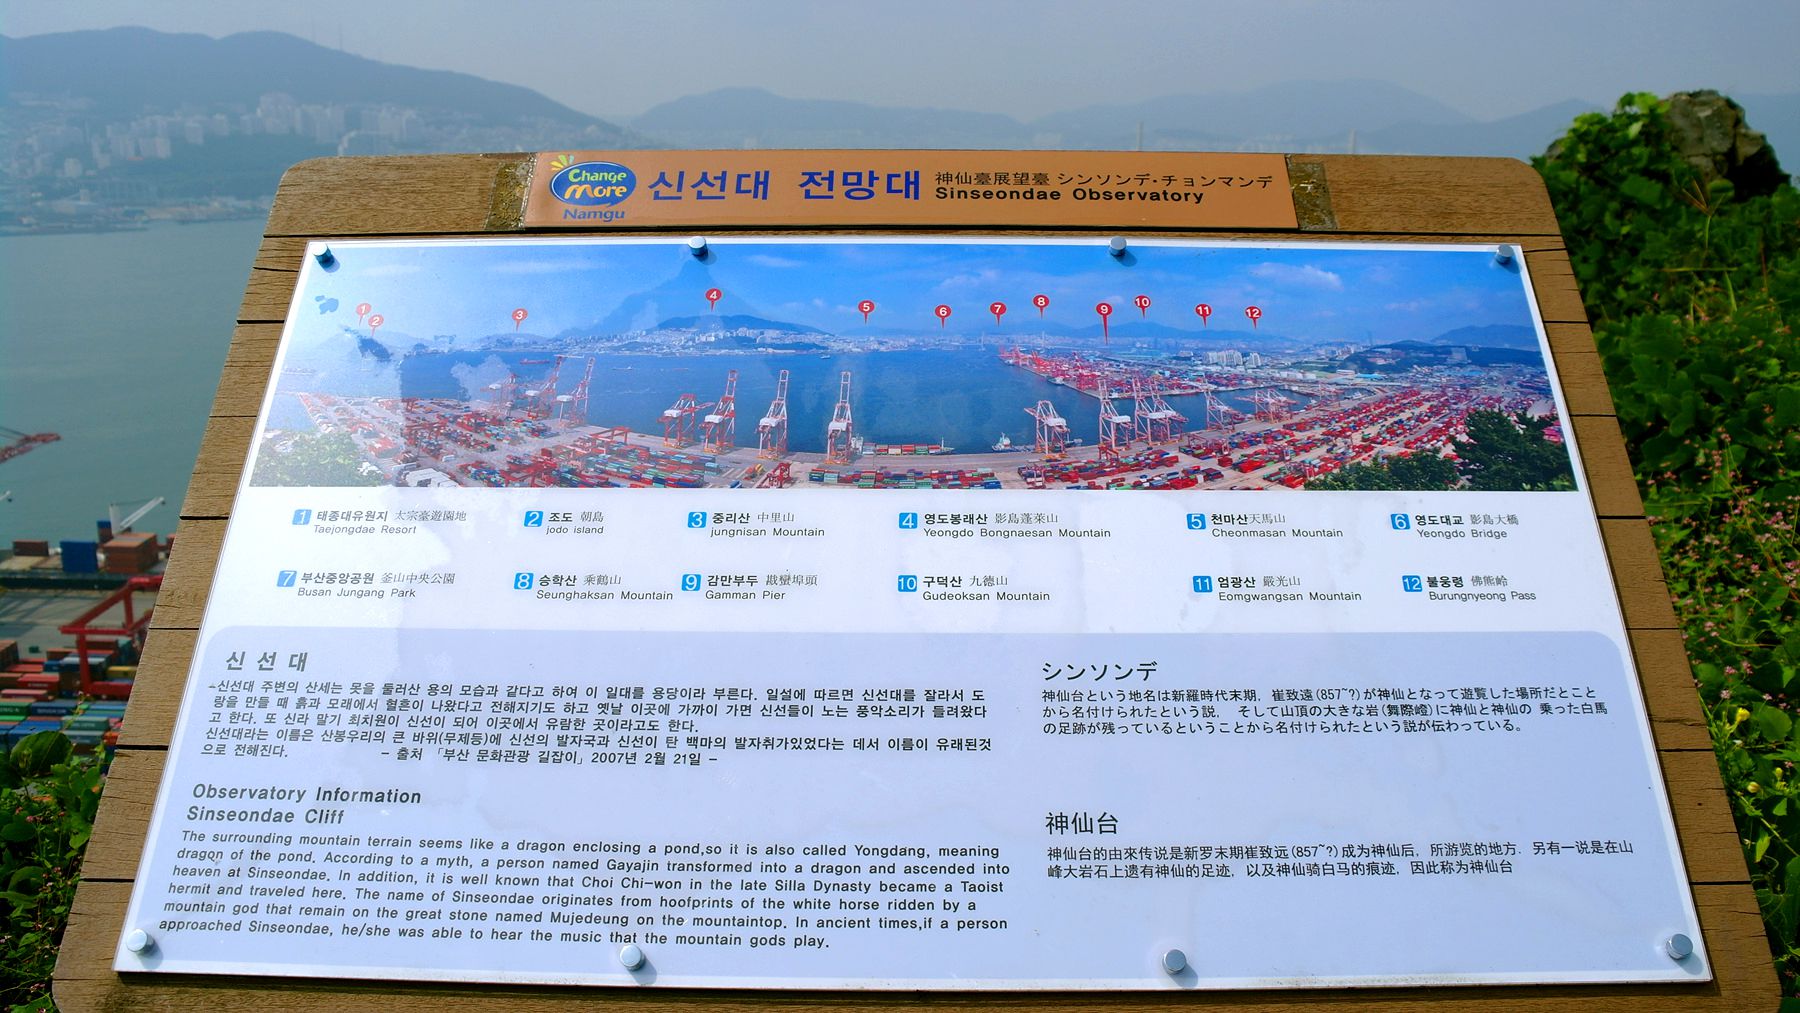 Change
more
Namgu
신선대 전망대
神仙臺展望臺 シンソンデ·チョンマンデ
Sinseondae Observatory
1
2
3
4
5
6
7
8
9
10
11
12
1 태종대유원지 太宗臺遊園地
Taejongdae Resort
2 조도 朝島
jodo island
3 중리산 中里山
jungnisan Mountain
4 영도봉래산 影島蓬萊山
Yeongdo Bongnaesan Mountain
5 천마산天馬山
Cheonmasan Mountain
6 영도대교 影島大橋
Yeongdo Bridge
7 부산중앙공원 釜山中央公園
Busan Jungang Park
8 승학산 乘鶴山
Seunghaksan Mountain
9 감만부두 戡蠻埠頭
Gamman Pier
10 구덕산 九德山
Gudeoksan Mountain
11 엄광산 嚴光山
Eomgwangsan Mountain
12 불웅령 佛熊岭
Burungnyeong Pass
신 선 대
-신선대 주변의 산세는 못을 둘러산 용의 모습과 같다고 하여 이 일대를 용당이라 부른다. 일설에 따르면 신선대를 잘라서 도
랑을 만들 때 흙과 모래에서 혈흔이 나왔다고 전해지기도 하고 옛날 이곳에 가까이 가면 신선들이 노는 풍악소리가 들려왔다
고 한다. 또 신라 말기 최치원이 신선이 되어 이곳에서 유람한 곳이라고도 한다.
신선대라는 이름은 산봉우리의 큰 바위(무제등)에 신선의 발자국과 신선이 탄 백마의 발자취가있었다는 데서 이름이 유래된것
으로 전해진다. - 출처 「부산 문화관광 길잡이」2007년 2월 21일 -
Observatory Information
Sinseondae Cliff
The surrounding mountain terrain seems like a dragon enclosing a pond,so it is also called Yongdang, meaning
dragon of the pond. According to a myth, a person named Gayajin transformed into a dragon and ascended into
heaven at Sinseondae. In addition, it is well known that Choi Chi-won in the late Silla Dynasty became a Taoist
hermit and traveled here. The name of Sinseondae originates from hoofprints of the white horse ridden by a
mountain god that remain on the great stone named Mujedeung on the mountaintop. In ancient times,if a person
approached Sinseondae, he/she was able to hear the music that the mountain gods play.
シンソンデ
神仙台という地名は新羅時代末期, 崔致遠(857~?)が神仙となって遊覧した場所だとこと
から名付けられたという説, そして山頂の大きな岩(舞際嶝)に神仙と神仙の 乗った白馬
の足跡が残っているということから名付けられたという説が伝わっている。
神仙台
神仙台的由來传说是新罗末期崔致远(857~?)成为神仙后, 所游览的地方. 另有一说是在山
峰大岩石上遗有神仙的足迹, 以及神仙骑白马的痕迹, 因此称为神仙台